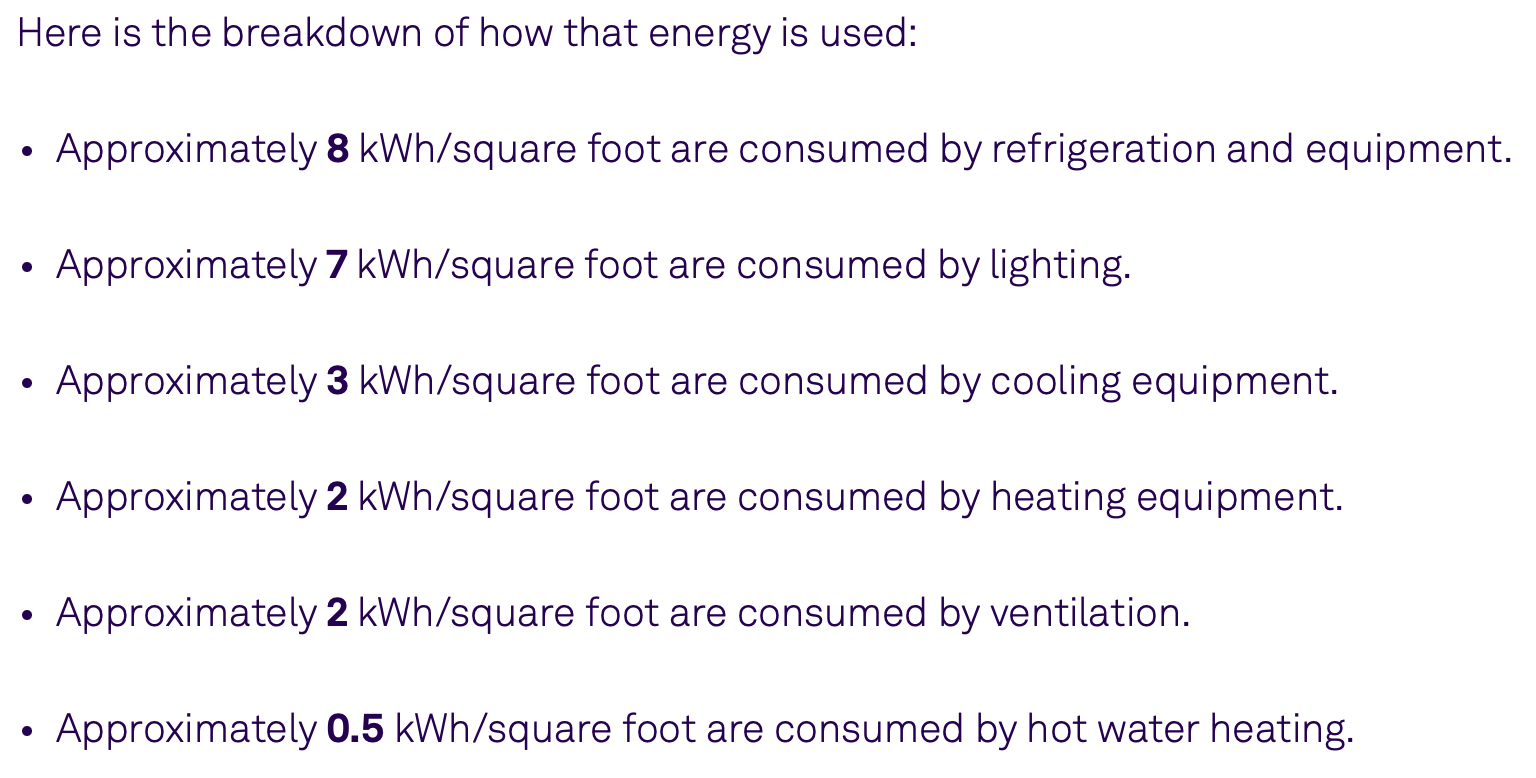 Here is the breakdown of how that energy is used:
• Approximately 8 kWh/square foot are consumed by refrigeration and equipment.
• Approximately 7 kWh/square foot are consumed by lighting.
• Approximately 3 kWh/square foot are consumed by cooling equipment.
• Approximately 2 kWh/square foot are consumed by heating equipment.
• Approximately 2 kWh/square foot are consumed by ventilation.
• Approximately 0.5 kWh/square foot are consumed by hot water heating.